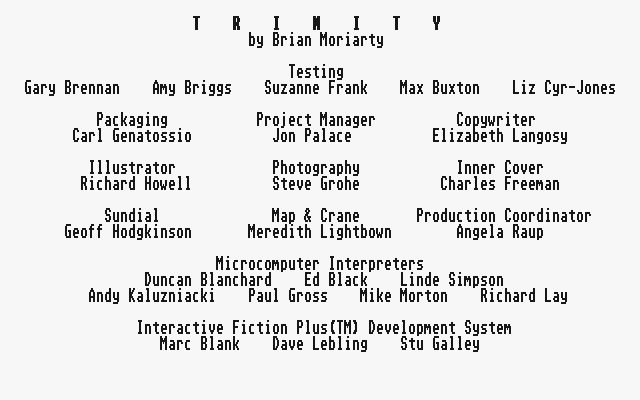 T R I N I T Y
by Brian Moriarty
Testing
Gary Brennan Amy Briggs Suzanne Frank Max Buxton Liz Cyr-Jones
Packaging Project Manager Copywriter
Carl Genatossio Jon Palace Elizabeth Langosy
Illustrator Photography Inner Cover
Richard Howell Steve Grohe Charles Freeman
Sundial Map & Crane Production Coordinator
Geoff Hodgkinson Meredith Lightbown Angela Raup
Microcomputer Interpreters
Duncan Blanchard Ed Black Linde Simpson
Andy Kaluzniacki Paul Gross Mike Morton Richard Lay
Interactive Fiction Plus(TM) Development System
Marc Blank Dave Lebling Stu Galley